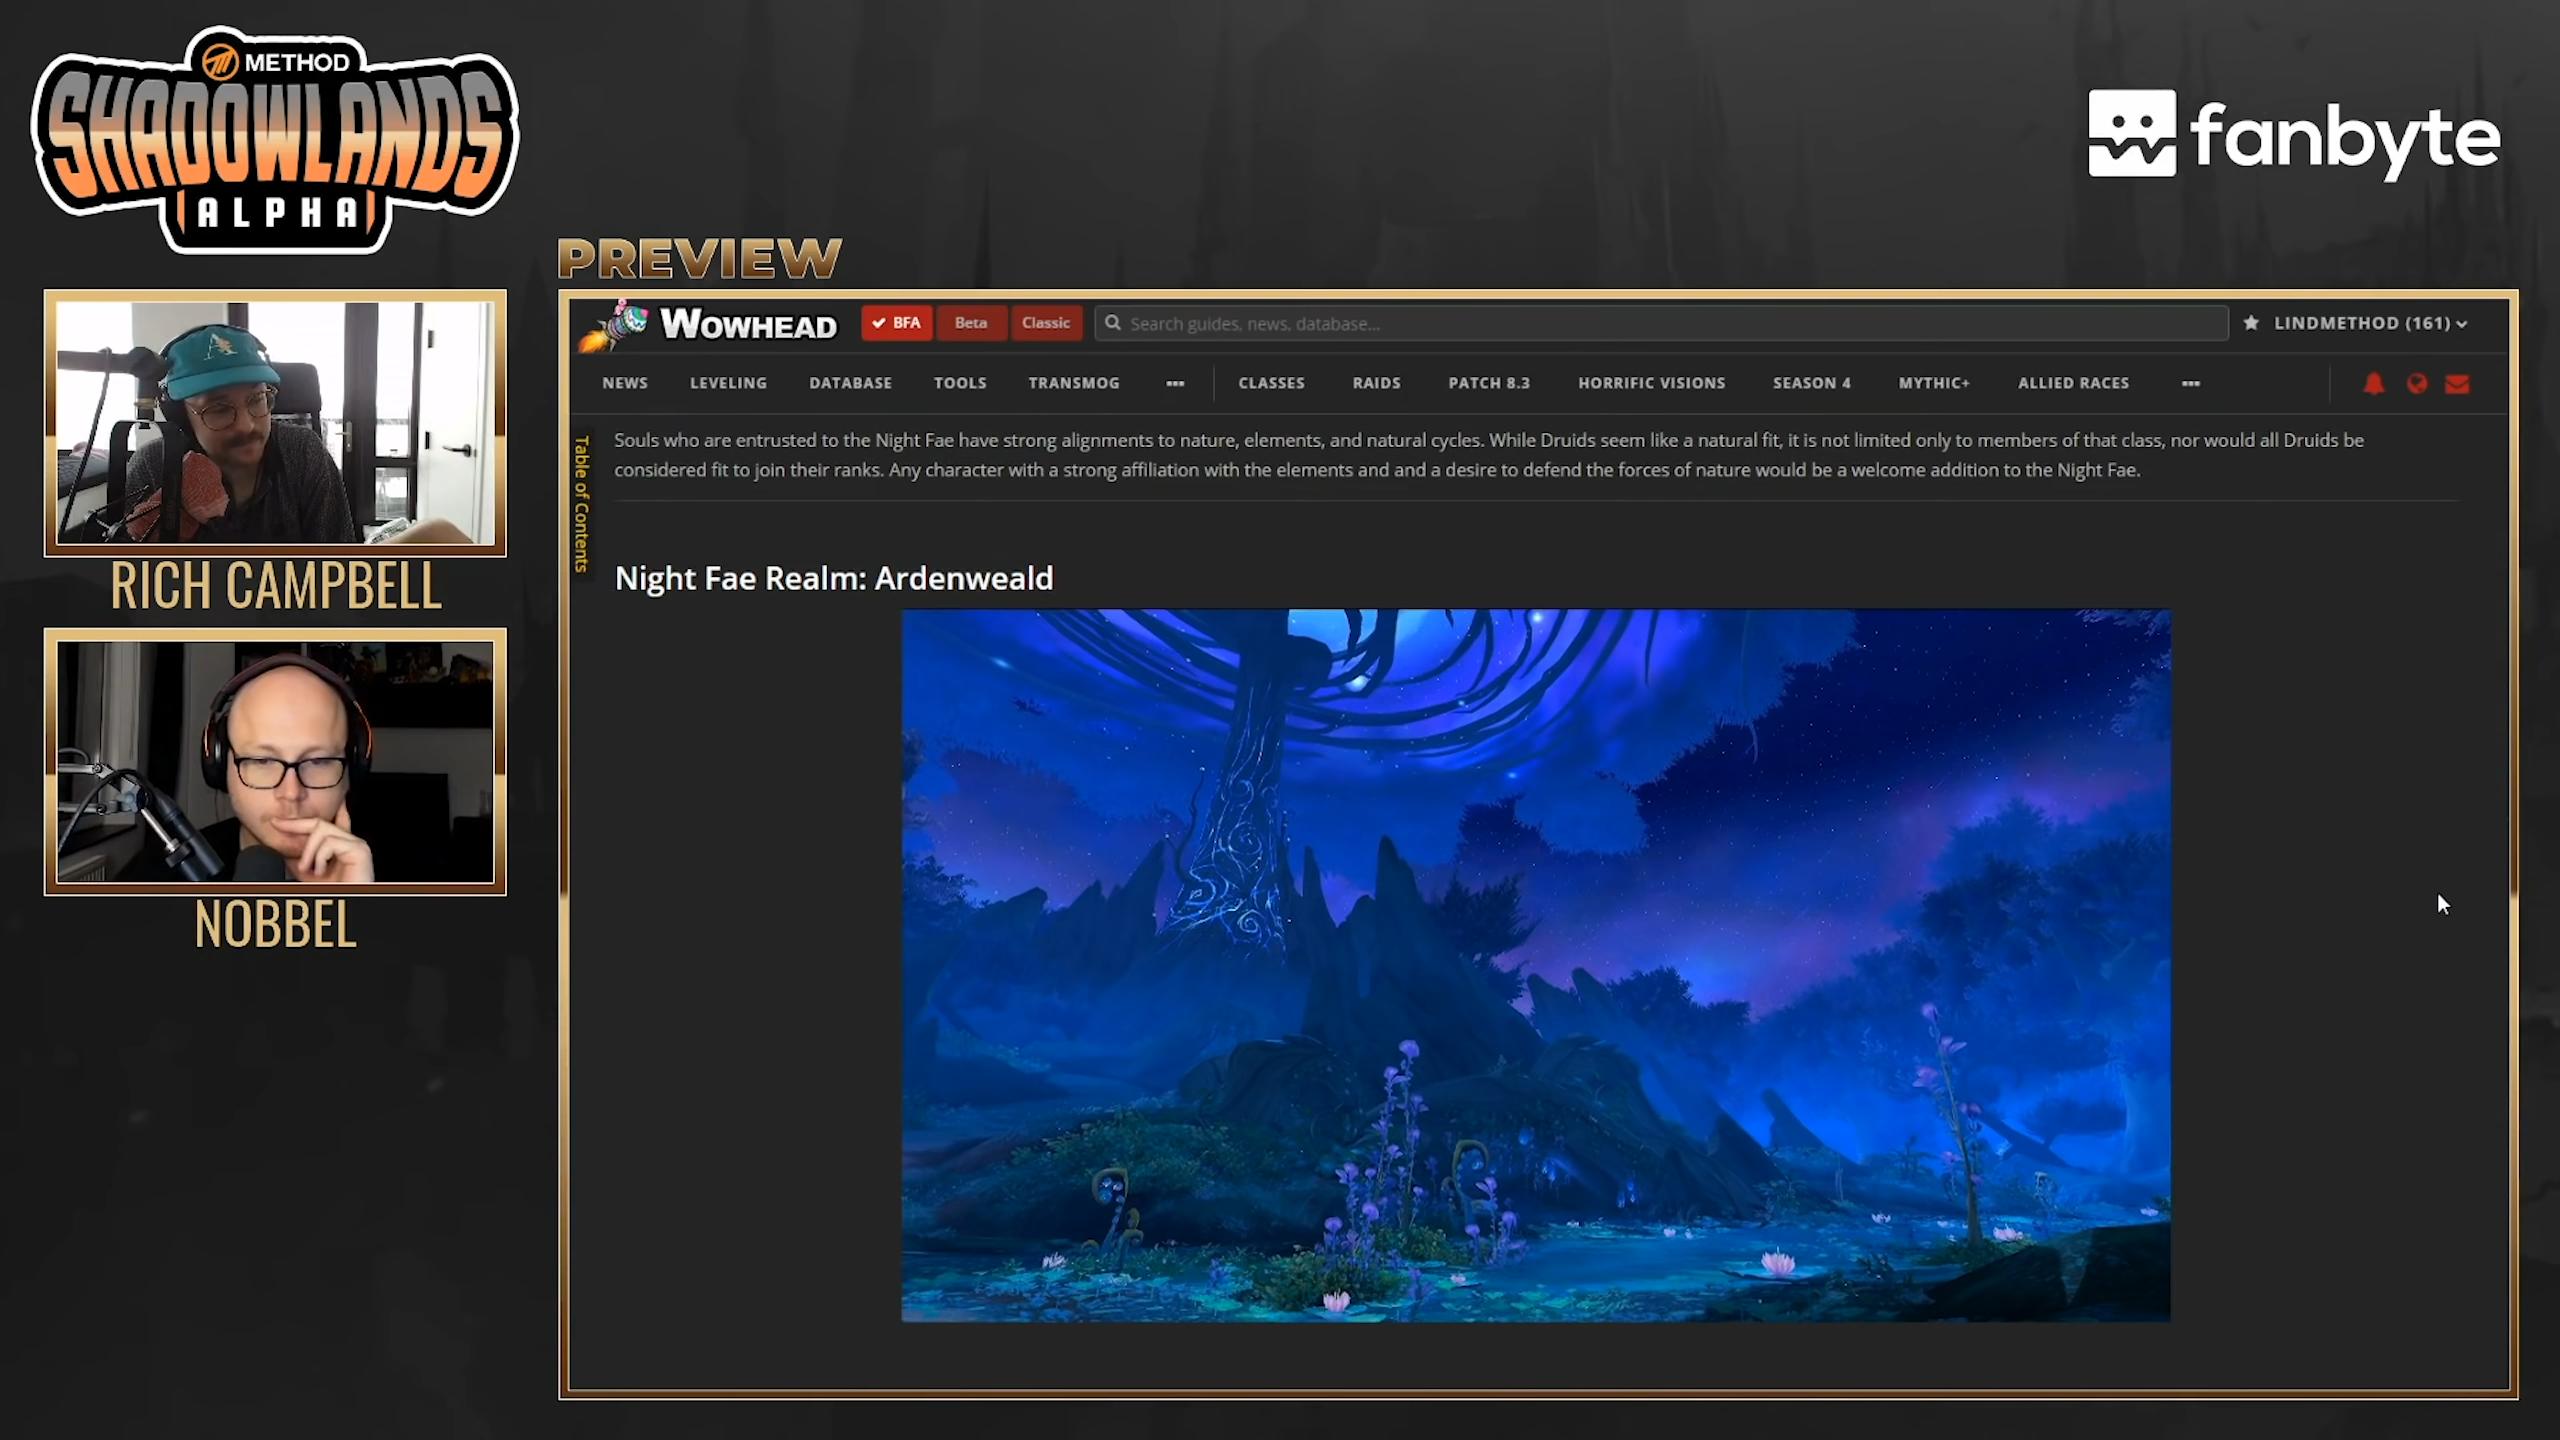 METHOD
SHADOWLANDS
ALPHA
fanbyte
PREVIEW
RICH CAMPBELL
NOBBEL
WOWHEAD
BFA
Beta
Classic
Search guides, news, database...
LINDMETHOD (161)
NEWS
LEVELING
DATABASE
TOOLS
TRANSMOG
CLASSES
RAIDS
PATCH 8.3
HORRIFIC VISIONS
SEASON 4
MYTHIC+
ALLIED RACES
Table of Contents
Souls who are entrusted to the Night Fae have strong alignments to nature, elements, and natural cycles. While Druids seem like a natural fit, it is not limited only to members of that class, nor would all Druids be
considered fit to join their ranks. Any character with a strong affiliation with the elements and and a desire to defend the forces of nature would be a welcome addition to the Night Fae.
Night Fae Realm: Ardenweald